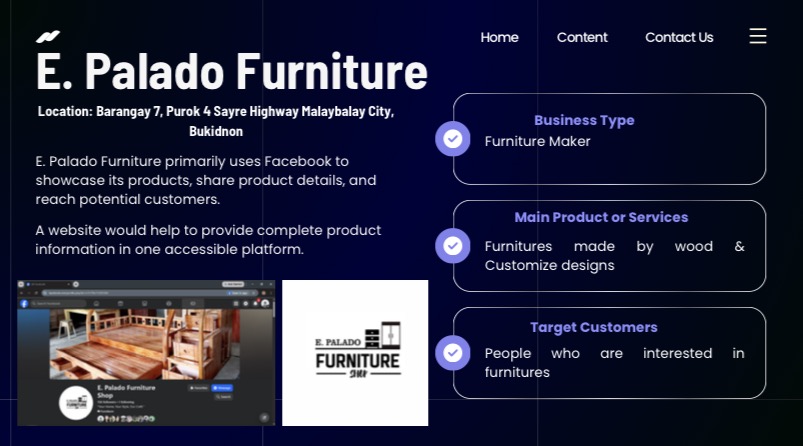 Home
Content
Contact Us
E. Palado Furniture
Location: Barangay 7, Purok 4 Sayre Highway Malaybalay City,
Bukidnon
E. Palado Furniture primarily uses Facebook to
showcase its products, share product details, and
reach potential customers.
A website would help to provide complete product
information in one accessible platform.
Business Type
Furniture Maker
Main Product or Services
Furnitures made by wood &
Customize designs
Target Customers
People who are interested in
furnitures
E. Palado Furniture
Shop
E. PALADO
FURNITURE
SHOP